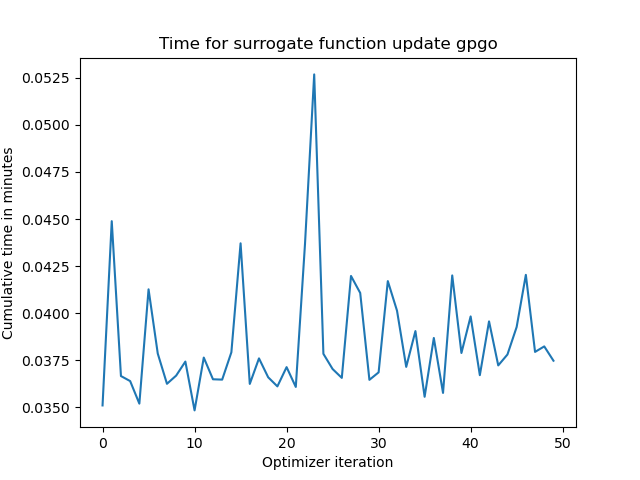 Time for surrogate function update gpgo
Cumulative time in minutes
0.0525
0.0500
0.0475
0.0450
0.0425
0.0400
0.0375
0.0350
0 10 20 30 40 50
Optimizer iteration